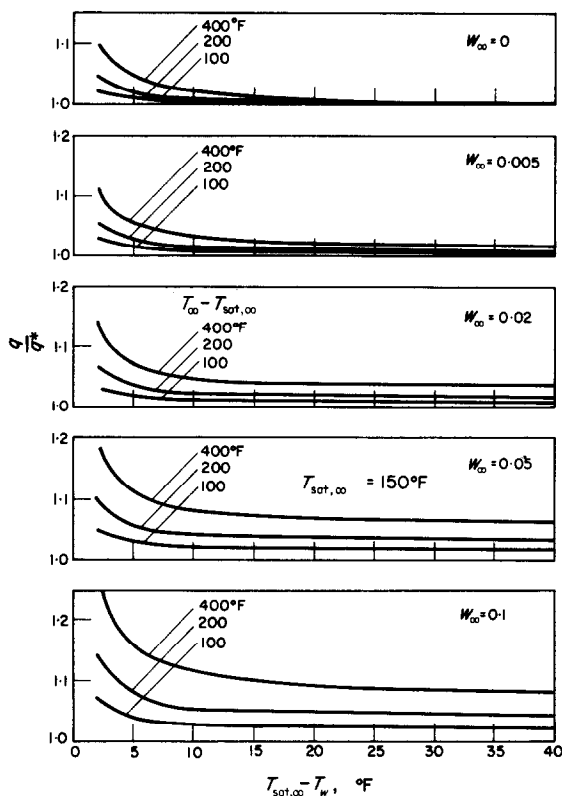 400°F
200
100
W∞ = 0
1·1
1·0
1·2
400°F
200
100
W∞ = 0·005
1·1
1·0
1·2
T∞ − Tsat,∞
400°F
200
100
W∞ = 0·02
1·1
1·0
q/q*
1·2
400°F
200
100
Tsat,∞ = 150°F
W∞ = 0·05
1·1
1·0
400°F
200
100
W∞ = 0·1
1·2
1·1
1·0
0 5 10 15 20 25 30 35 40
Tsat,∞ − Tw, °F